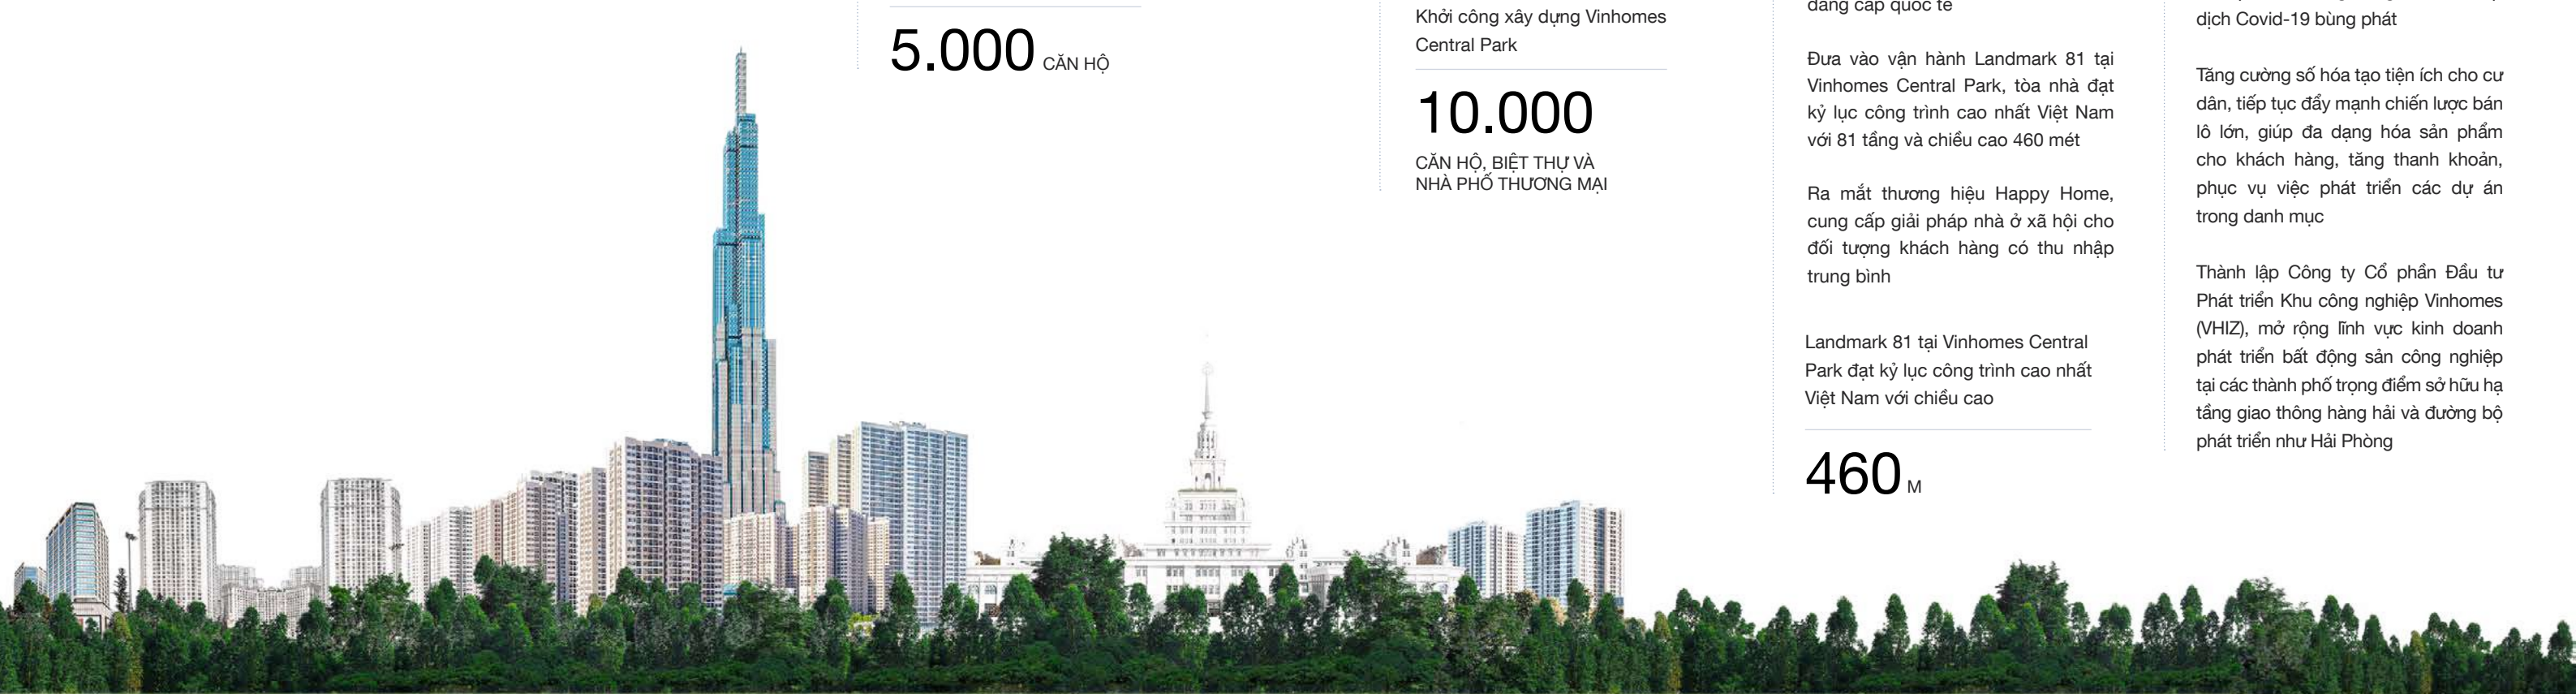 5.000 CĂN HỘ
Khởi công xây dựng Vinhomes
Central Park
10.000
CĂN HỘ, BIỆT THỰ VÀ
NHÀ PHỐ THƯƠNG MẠI
đẳng cấp quốc tế
Đưa vào vận hành Landmark 81 tại
Vinhomes Central Park, tòa nhà đạt
kỷ lục công trình cao nhất Việt Nam
với 81 tầng và chiều cao 460 mét
Ra mắt thương hiệu Happy Home,
cung cấp giải pháp nhà ở xã hội cho
đối tượng khách hàng có thu nhập
trung bình
Landmark 81 tại Vinhomes Central
Park đạt kỷ lục công trình cao nhất
Việt Nam với chiều cao
460 M
dịch Covid-19 bùng phát
Tăng cường số hóa tạo tiện ích cho cư
dân, tiếp tục đẩy mạnh chiến lược bán
lô lớn, giúp đa dạng hóa sản phẩm
cho khách hàng, tăng thanh khoản,
phục vụ việc phát triển các dự án
trong danh mục
Thành lập Công ty Cổ phần Đầu tư
Phát triển Khu công nghiệp Vinhomes
(VHIZ), mở rộng lĩnh vực kinh doanh
phát triển bất động sản công nghiệp
tại các thành phố trọng điểm sở hữu hạ
tầng giao thông hàng hải và đường bộ
phát triển như Hải Phòng